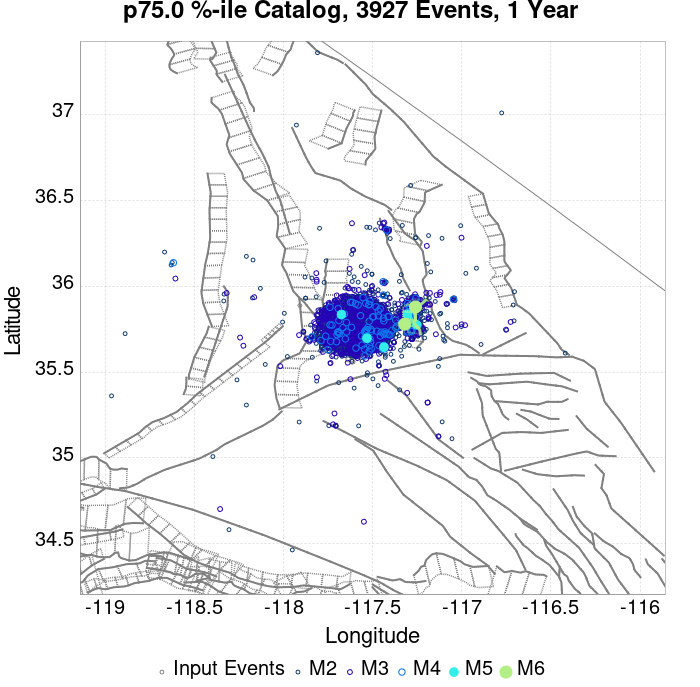 p75.0 %-ile Catalog, 3927 Events, 1 Year
Latitude
37
36.5
36
35.5
35
34.5
-119 -118.5 -118 -117.5 -117 -116.5 -116
Longitude
Input Events M2 M3 M4 M5 M6